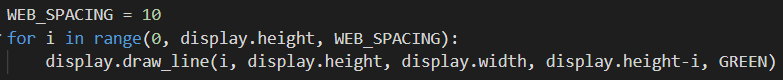 WEB_SPACING = 10
for i in range(0, display.height, WEB_SPACING):
    display.draw_line(i, display.height, display.width, display.height-i, GREEN)